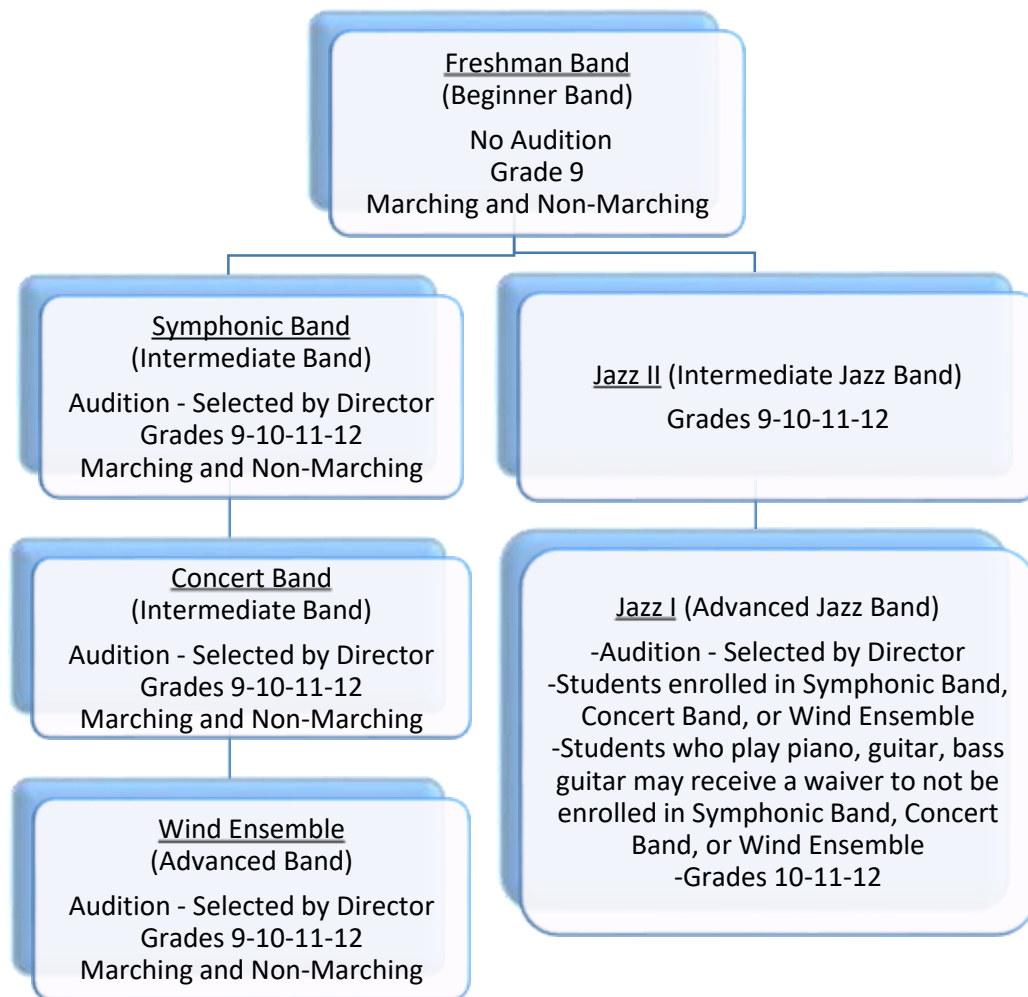 Freshman Band
(Beginner Band)
No Audition
Grade 9
Marching and Non-Marching
Symphonic Band
(Intermediate Band)
Audition - Selected by Director
Grades 9-10-11-12
Marching and Non-Marching
Concert Band
(Intermediate Band)
Audition - Selected by Director
Grades 9-10-11-12
Marching and Non-Marching
Wind Ensemble
(Advanced Band)
Audition - Selected by Director
Grades 9-10-11-12
Marching and Non-Marching
Jazz II (Intermediate Jazz Band)
Grades 9-10-11-12
Jazz I (Advanced Jazz Band)
-Audition - Selected by Director
-Students enrolled in Symphonic Band,
Concert Band, or Wind Ensemble
-Students who play piano, guitar, bass
guitar may receive a waiver to not be
enrolled in Symphonic Band, Concert
Band, or Wind Ensemble
-Grades 10-11-12